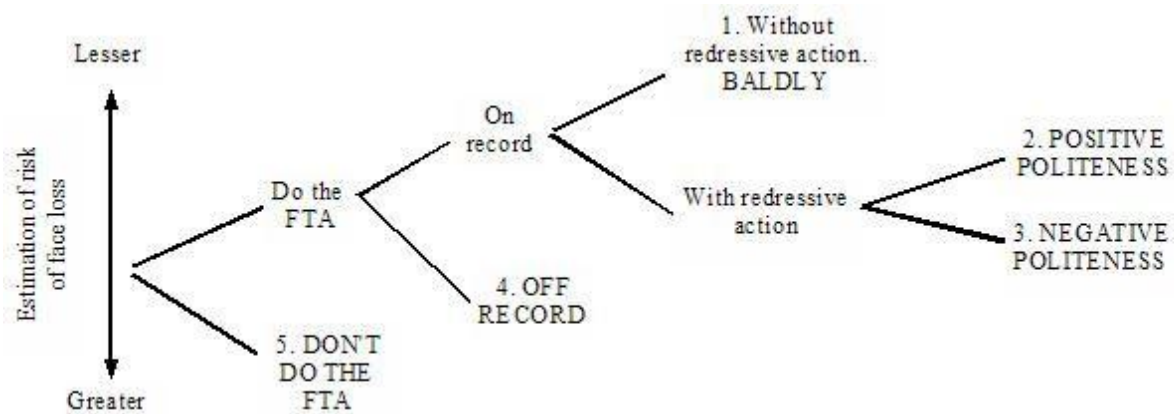 Lesser
Estimation of risk
of face loss
Greater
Do the
FTA
5. DON'T
DO THE
FTA
On
record
4. OFF
RECORD
1. Without
redressive action.
BALDLY
With redressive
action
2. POSITIVE
POLITENESS
3. NEGATIVE
POLITENESS